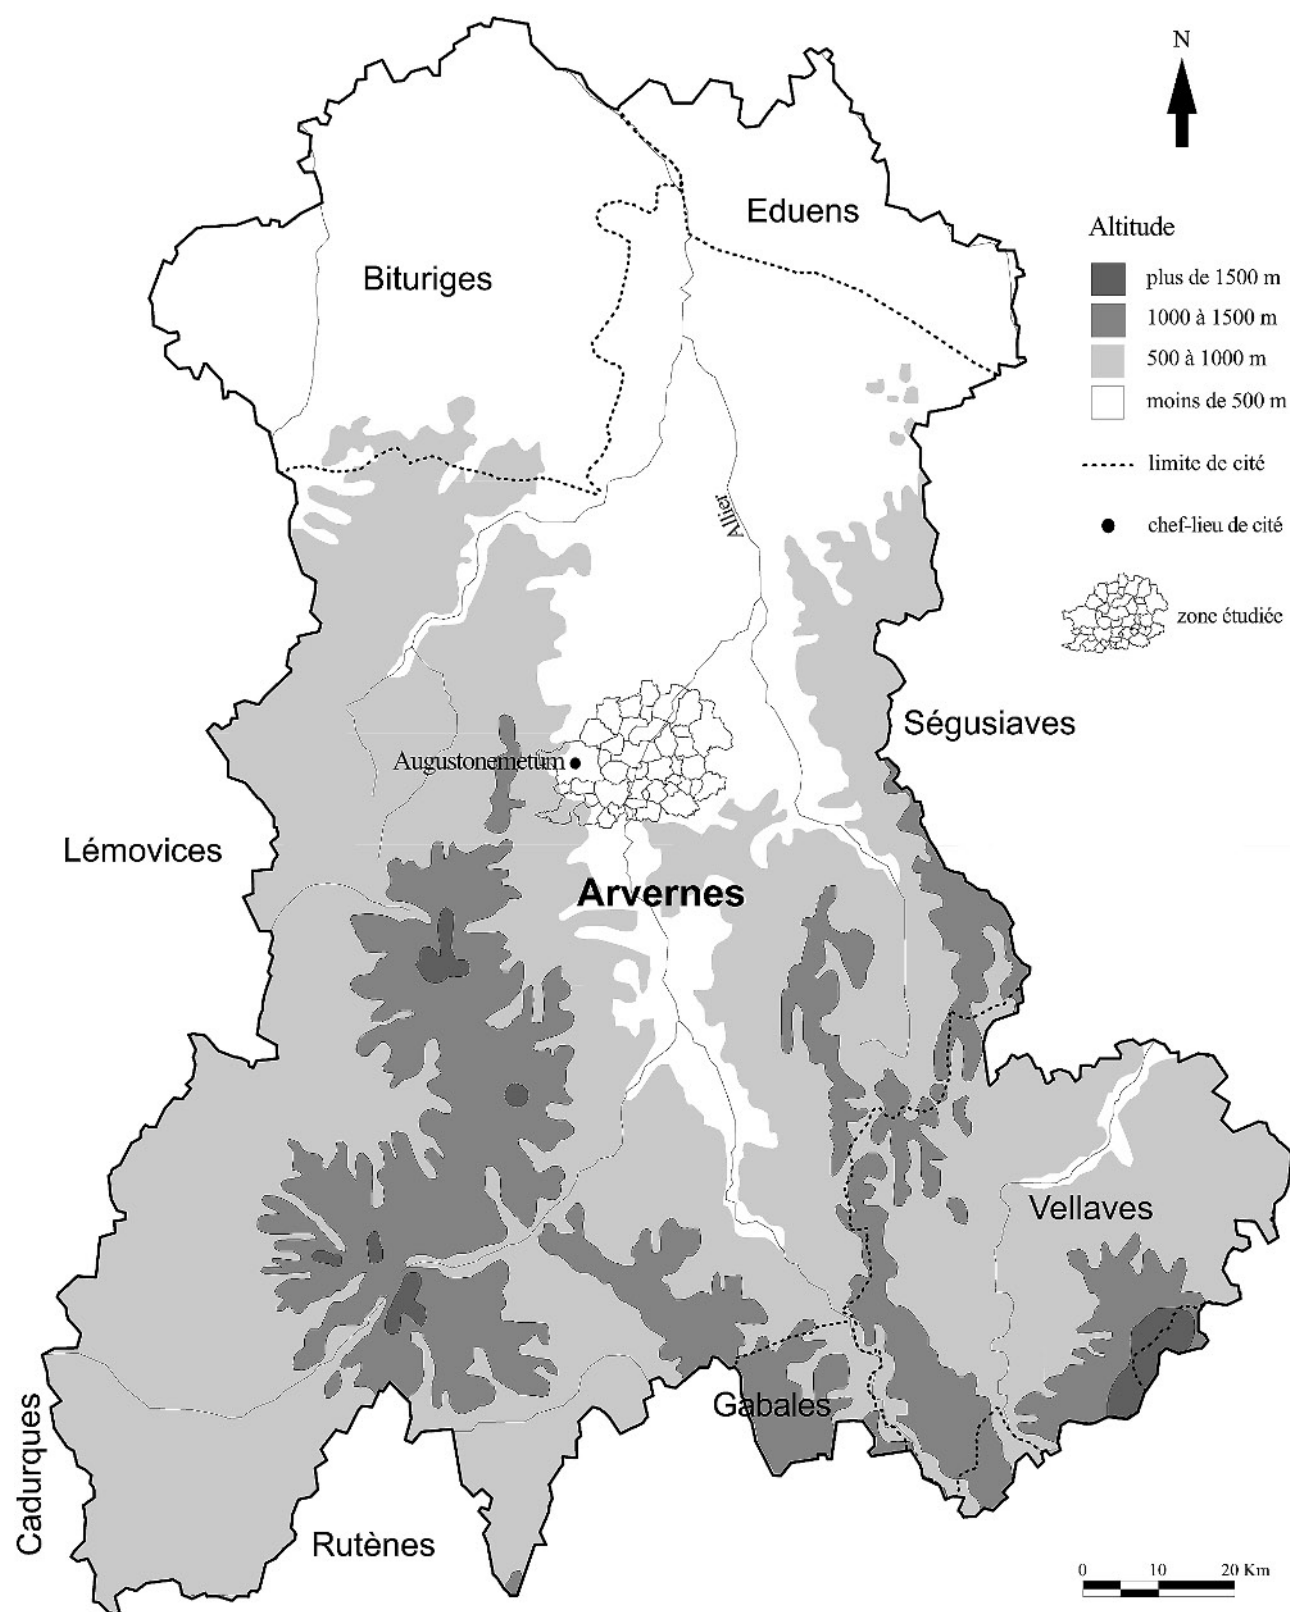 N
Eduens
Altitude
Bituriges
plus de 1500 m
1000 à 1500 m
500 à 1000 m
moins de 500 m
limite de cité
Allier
chef-lieu de cité
zone étudiée
Ségusiaves
Augustonemetum
Lémovices
Arvernes
Vellaves
Gabales
Cadurques
Rutènes
0 10 20 Km